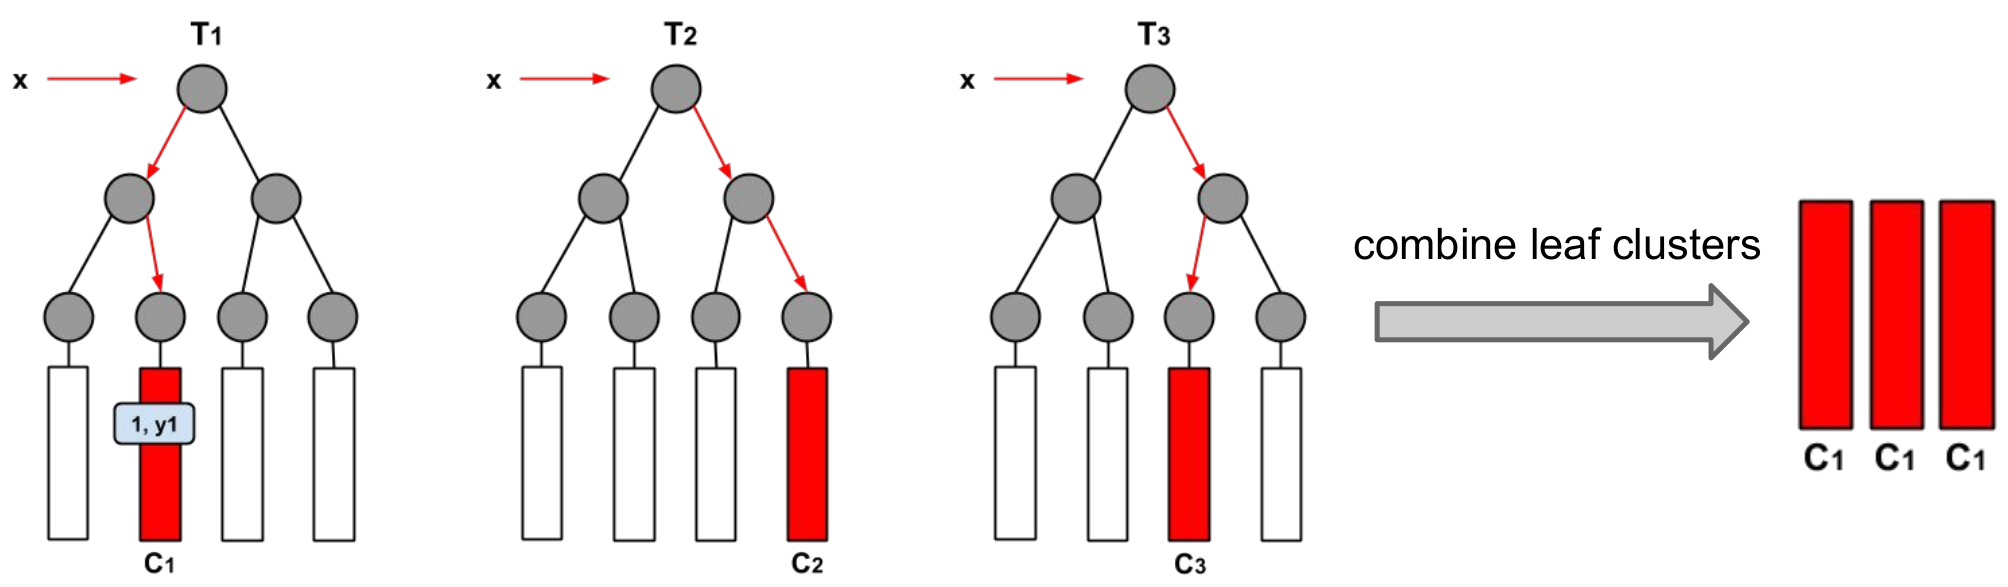 T1
T2
T3
x
x
x
combine leaf clusters
1, y1
C1
C2
C3
C1 C1 C1